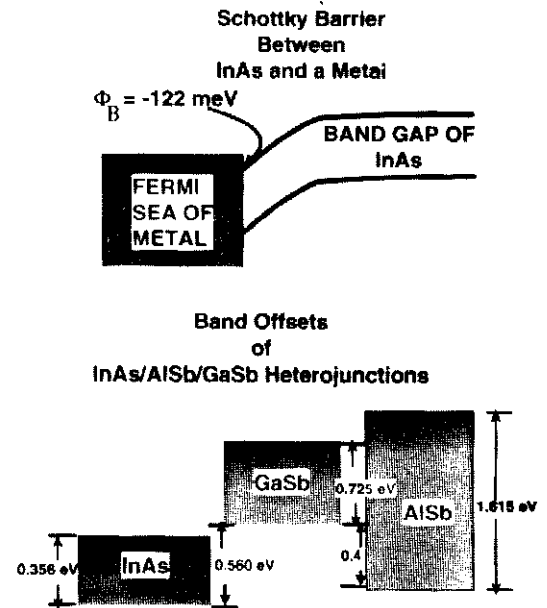 Schottky Barrier
Between
InAs and a Metal
Φ_B = -122 meV
BAND GAP OF
InAs
FERMI
SEA OF
METAL
Band Offsets
of
InAs/AlSb/GaSb Heterojunctions
GaSb
0.725 eV
AlSb
1.615 eV
0.356 eV
InAs
0.560 eV
0.4